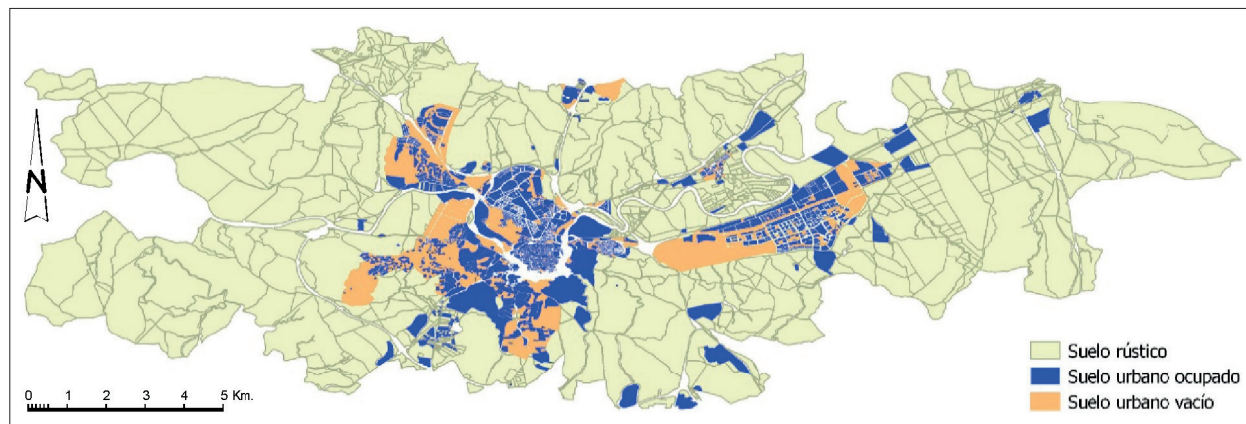 N
Suelo rústico
Suelo urbano ocupado
Suelo urbano vacío
0 1 2 3 4 5 Km.